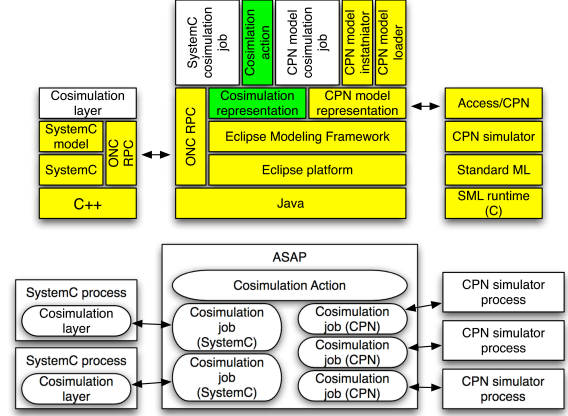 SystemC
cosimulation
job
Cosimlation
action
CPN model
cosimulation
job
CPN model
instatniator
CPN model
loader
Cosimulation
layer
SystemC
model
ONC
RPC
SystemC
C++
ONC RPC
Cosimulation
representation
CPN model
representation
Eclipse Modeling Framework
Eclipse platform
Java
Access/CPN
CPN simulator
Standard ML
SML runtime
(C)
ASAP
Cosimulation Action
SystemC process
Cosimulation
layer
SystemC process
Cosimulation
layer
Cosimulation
job
(SystemC)
Cosimulation
job
(SystemC)
Cosimulation
job (CPN)
Cosimulation
job (CPN)
Cosimulation
job (CPN)
CPN simulator
process
CPN simulator
process
CPN simulator
process